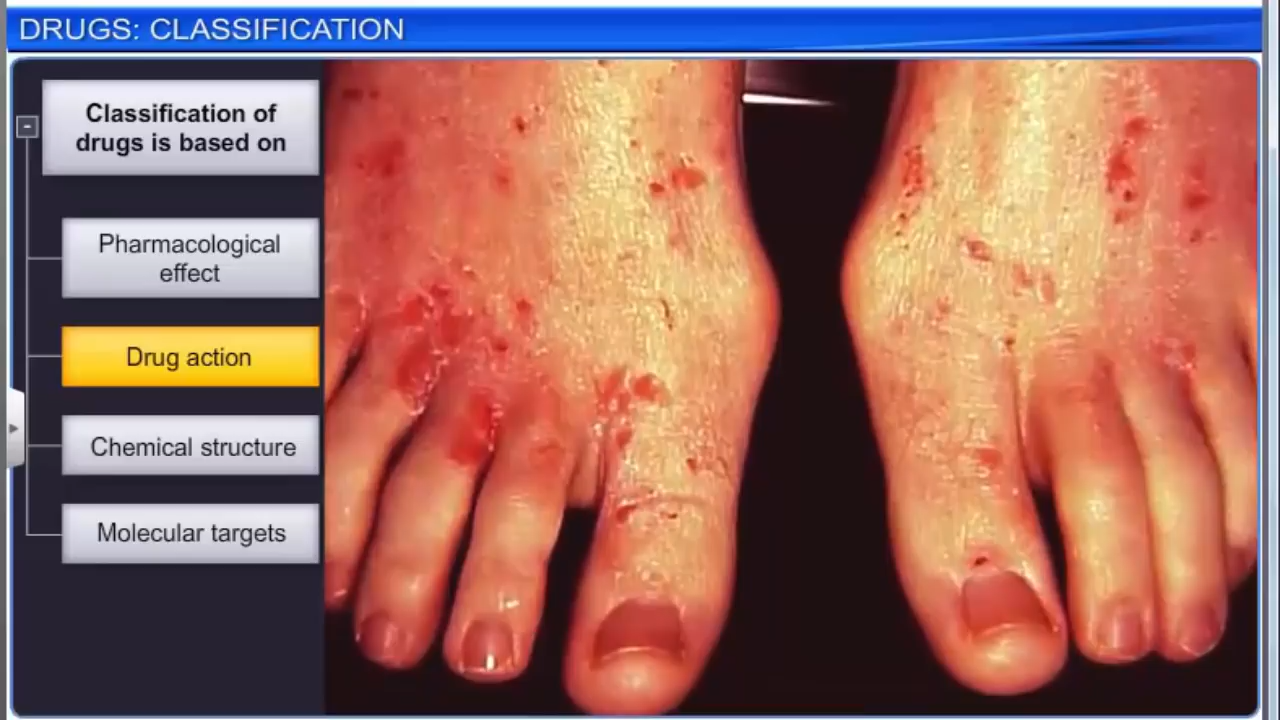 DRUGS: CLASSIFICATION
Classification of
drugs is based on
Pharmacological
effect
Drug action
Chemical structure
Molecular targets